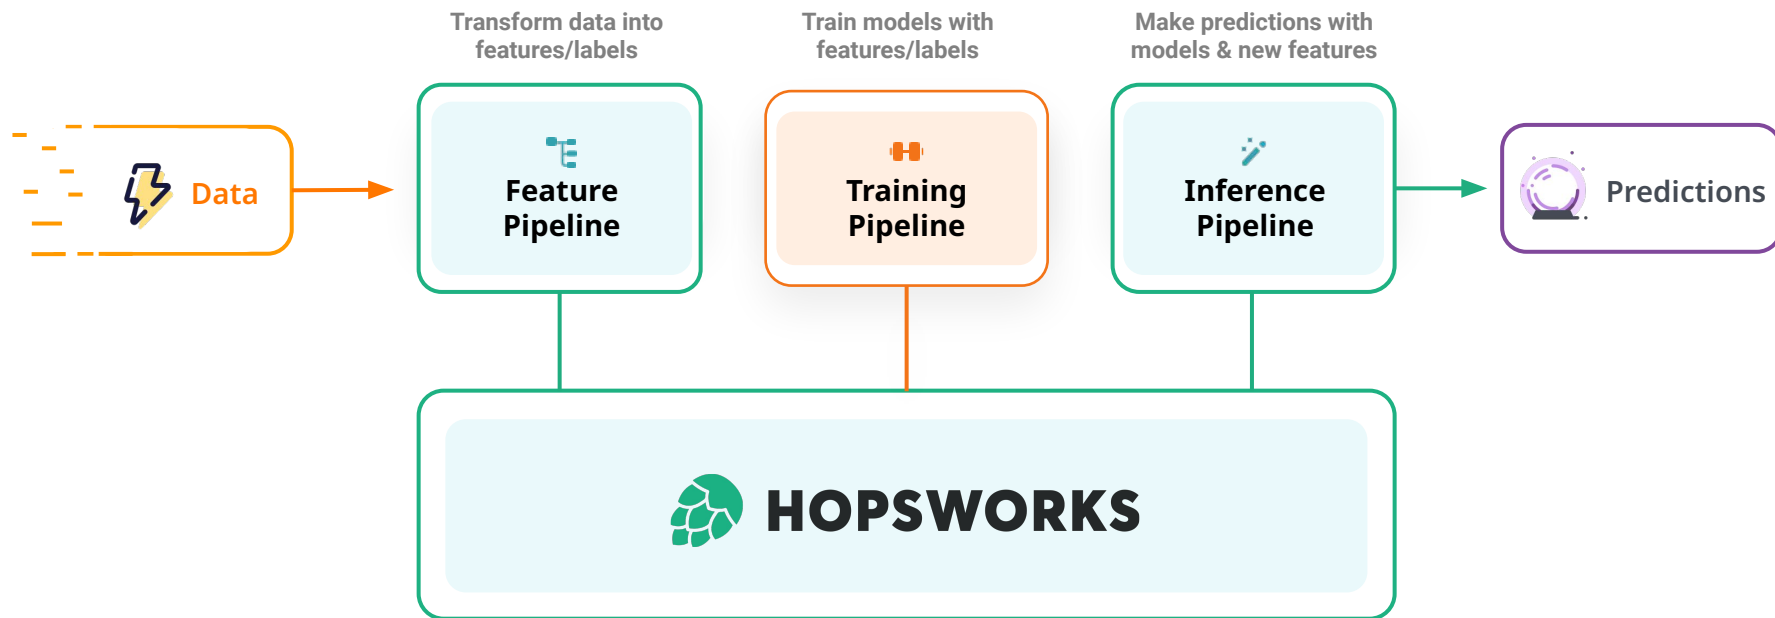 Transform data into
features/labels
Train models with
features/labels
Make predictions with
models & new features
Data
Feature
Pipeline
Training
Pipeline
Inference
Pipeline
Predictions
HOPSWORKS